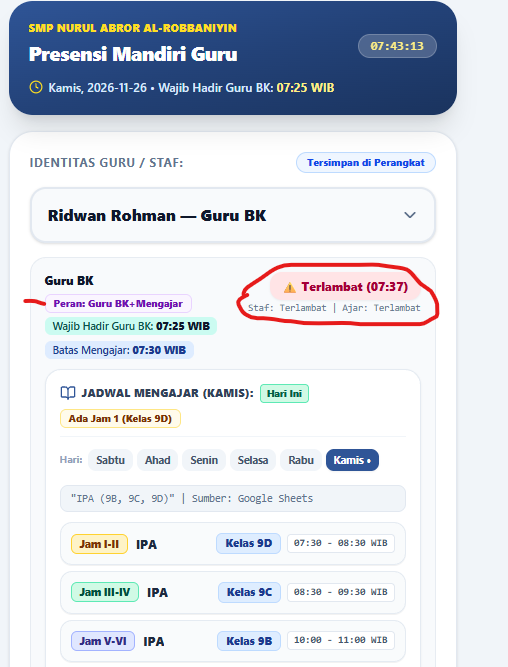 SMP NURUL ABROR AL-ROBBANIYIN
Presensi Mandiri Guru
07:43:13
Kamis, 2026-11-26 • Wajib Hadir Guru BK: 07:25 WIB
IDENTITAS GURU / STAF:
Tersimpan di Perangkat
Ridwan Rohman — Guru BK
Guru BK
Terlambat (07:37)
Peran: Guru BK+Mengajar
Staf: Terlambat | Ajar: Terlambat
Wajib Hadir Guru BK: 07:25 WIB
Batas Mengajar: 07:30 WIB
JADWAL MENGAJAR (KAMIS): Hari Ini
Ada Jam 1 (Kelas 9D)
Hari: Sabtu Ahad Senin Selasa Rabu Kamis •
"IPA (9B, 9C, 9D)" | Sumber: Google Sheets
Jam I-II IPA Kelas 9D 07:30 - 08:30 WIB
Jam III-IV IPA Kelas 9C 08:30 - 09:30 WIB
Jam V-VI IPA Kelas 9B 10:00 - 11:00 WIB